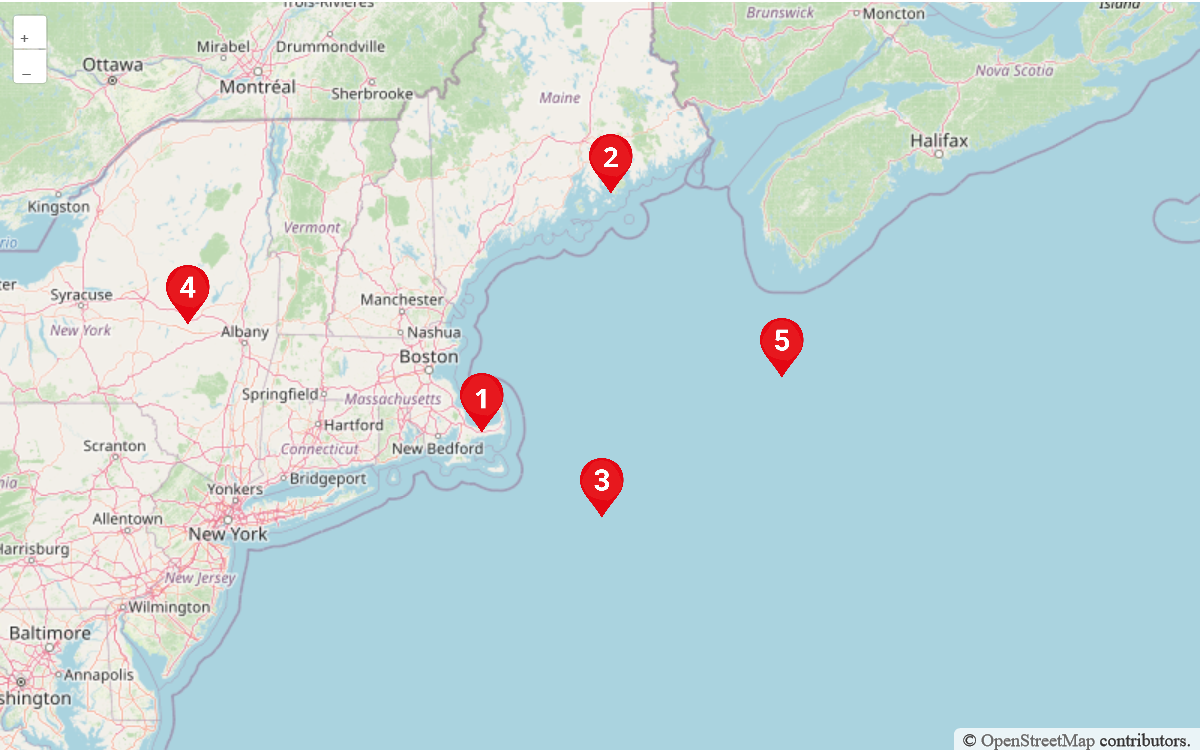 Trois-Rivières
Brunswick
Moncton
Island
+
–
Mirabel
Drummondville
Ottawa
Montréal
Sherbrooke
Maine
Nova Scotia
Halifax
2
Kingston
Vermont
4
Syracuse
Manchester
New York
Albany
Nashua
Boston
5
Springfield
Massachusetts
1
Hartford
Scranton
Connecticut
New Bedford
Bridgeport
3
Yonkers
Allentown
New York
Harrisburg
New Jersey
Wilmington
Baltimore
Annapolis
shington
© OpenStreetMap contributors.